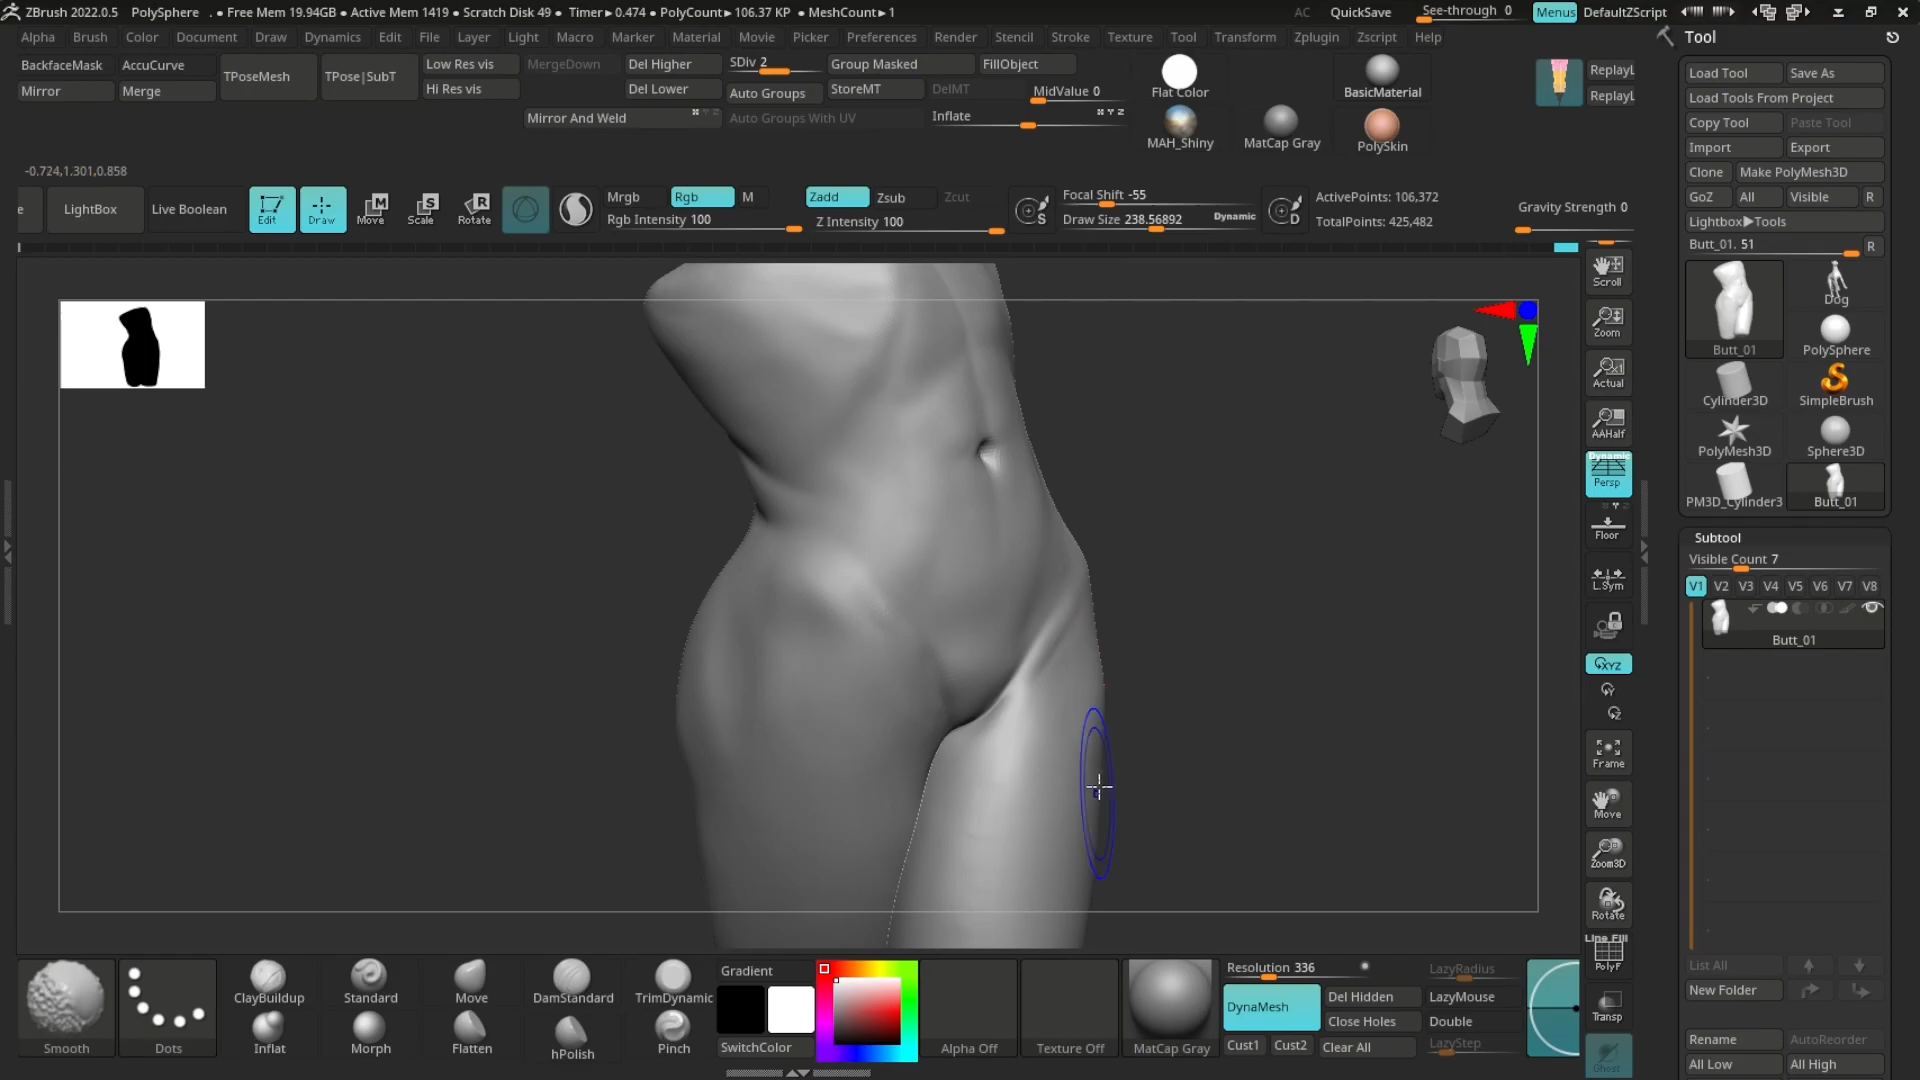 ZBrush 2022.0.5 PolySphere . • Free Mem 19.94GB • Active Mem 1419 • Scratch Disk 49 • Timer▸0.474 • PolyCount▸106.37 KP • MeshCount▸1 AC QuickSave See-through 0 Menus DefaultZScript
Alpha Brush Color Document Draw Dynamics Edit File Layer Light Macro Marker Material Movie Picker Preferences Render Stencil Stroke Texture Tool Transform Zplugin Zscript Help
Tool
BackfaceMask AccuCurve TPoseMesh TPose|SubT Low Res vis MergeDown Del Higher SDiv 2 Group Masked FillObject
Mirror Merge Hi Res vis Del Lower Auto Groups StoreMT DelMT MidValue 0 Flat Color BasicMaterial ReplayL
ReplayL
Mirror And Weld Auto Groups With UV Inflate
MAH_Shiny MatCap Gray PolySkin
Load Tool Save As
Load Tools From Project
Copy Tool Paste Tool
Import Export
Clone Make PolyMesh3D
GoZ All Visible R
Lightbox▶Tools
Butt_01. 51 R
-0.724,1.301,0.858
e LightBox Live Boolean Edit Draw Move Scale Rotate
M S R
Mrgb Rgb M Zadd Zsub Zcut
Rgb Intensity 100 Z Intensity 100
S Focal Shift -55
Draw Size 238.56892 Dynamic
D ActivePoints: 106,372
TotalPoints: 425,482
Gravity Strength 0
Scroll
Zoom
Actual
AAHalf
Dynamic
Persp
Floor
L.Sym
XYZ
Y
Z
Frame
Move
Zoom3D
Rotate
Line Fill
PolyF
Transp
Ghost
Butt_01 Dog
PolySphere
Cylinder3D SimpleBrush
PolyMesh3D Sphere3D
PM3D_Cylinder3 Butt_01
Subtool
Visible Count 7
V1 V2 V3 V4 V5 V6 V7 V8
Butt_01
List All
New Folder
Rename AutoReorder
All Low All High
Smooth Dots
ClayBuildup Standard Move DamStandard TrimDynamic
Inflat Morph Flatten hPolish Pinch
Gradient
SwitchColor
Alpha Off Texture Off MatCap Gray
Resolution 336
DynaMesh Del Hidden
Close Holes
Cust1 Cust2 Clear All
LazyRadius
LazyMouse
Double
LazyStep